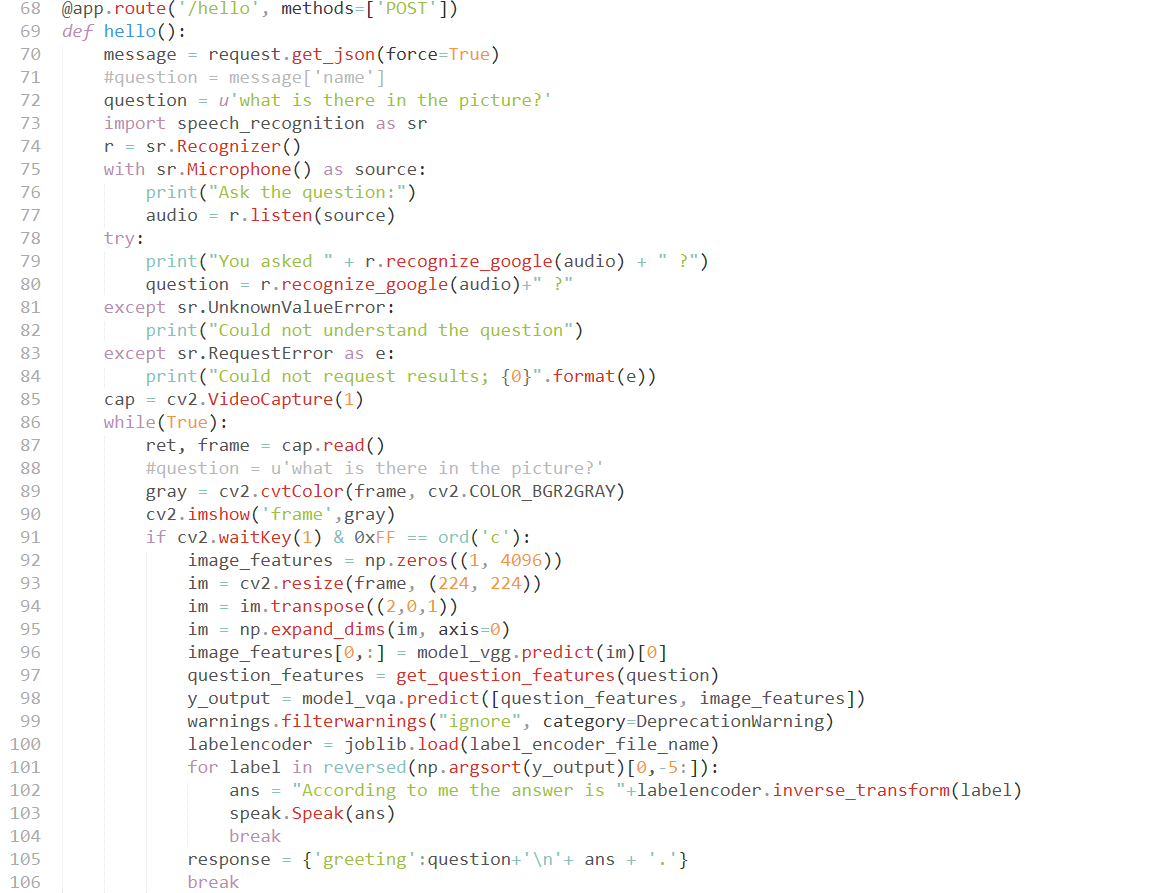 68 @app.route('/hello', methods=['POST'])
69 def hello():
70     message = request.get_json(force=True)
71     #question = message['name']
72     question = u'what is there in the picture?'
73     import speech_recognition as sr
74     r = sr.Recognizer()
75     with sr.Microphone() as source:
76         print("Ask the question:")
77         audio = r.listen(source)
78     try:
79         print("You asked " + r.recognize_google(audio) + " ?")
80         question = r.recognize_google(audio)+" ?"
81     except sr.UnknownValueError:
82         print("Could not understand the question")
83     except sr.RequestError as e:
84         print("Could not request results; {0}".format(e))
85     cap = cv2.VideoCapture(1)
86     while(True):
87         ret, frame = cap.read()
88         #question = u'what is there in the picture?'
89         gray = cv2.cvtColor(frame, cv2.COLOR_BGR2GRAY)
90         cv2.imshow('frame',gray)
91         if cv2.waitKey(1) & 0xFF == ord('c'):
92             image_features = np.zeros((1, 4096))
93             im = cv2.resize(frame, (224, 224))
94             im = im.transpose((2,0,1))
95             im = np.expand_dims(im, axis=0)
96             image_features[0,:] = model_vgg.predict(im)[0]
97             question_features = get_question_features(question)
98             y_output = model_vqa.predict([question_features, image_features])
99             warnings.filterwarnings("ignore", category=DeprecationWarning)
100             labelencoder = joblib.load(label_encoder_file_name)
101             for label in reversed(np.argsort(y_output)[0,-5:]):
102                 ans = "According to me the answer is "+labelencoder.inverse_transform(label)
103                 speak.Speak(ans)
104                 break
105             response = {'greeting':question+'\n'+ ans + '.'}
106             break